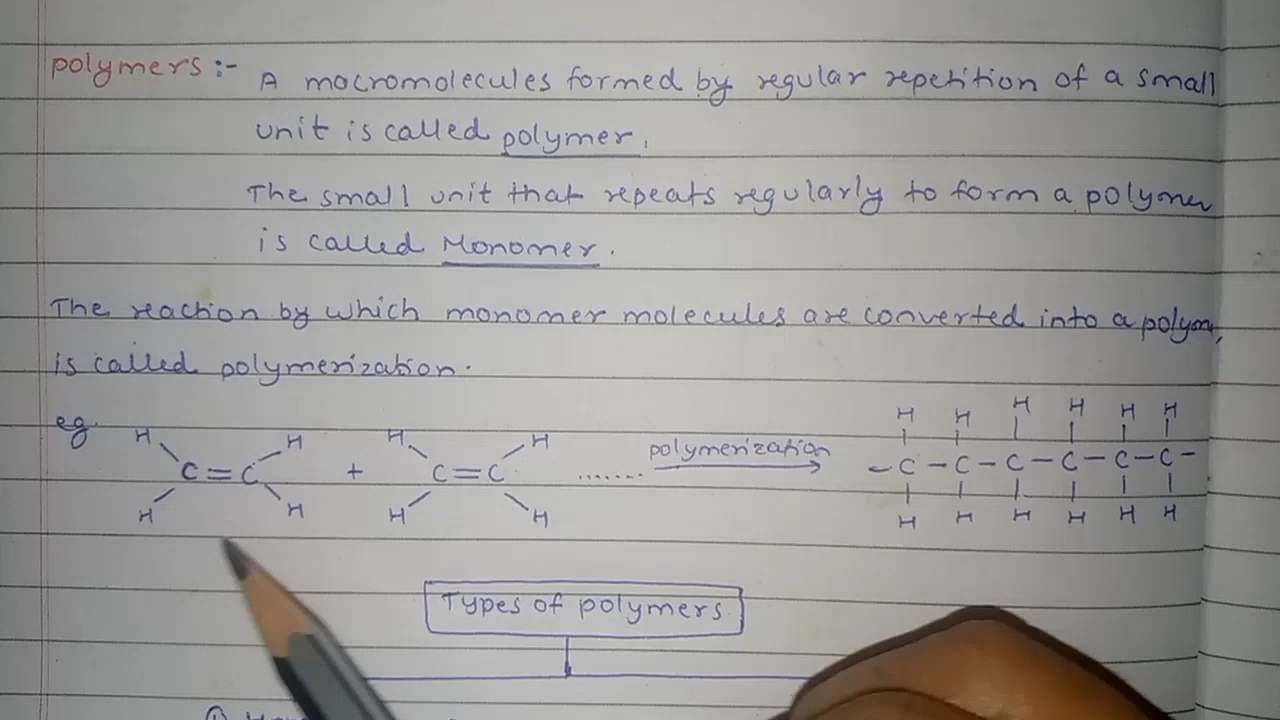 polymers :- A macromolecules formed by regular repetition of a small
unit is called polymer.
The small unit that repeats regularly to form a polymer
is called Monomer.
The reaction by which monomer molecules are converted into a polym
is called polymerization.
eg
H H H H H H H H H H
C = C + C = C ....... polymerization - C - C - C - C - C - C -
H H H H H H H H H H
Types of polymers
①